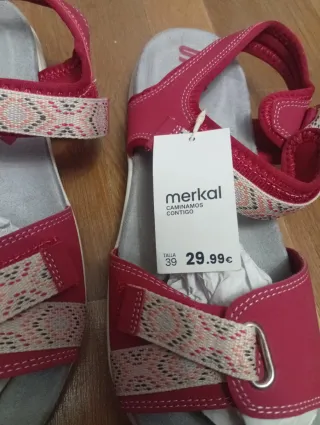 merkal
CAMINAMOS
CONTIGO
TALLA
39
29.99€